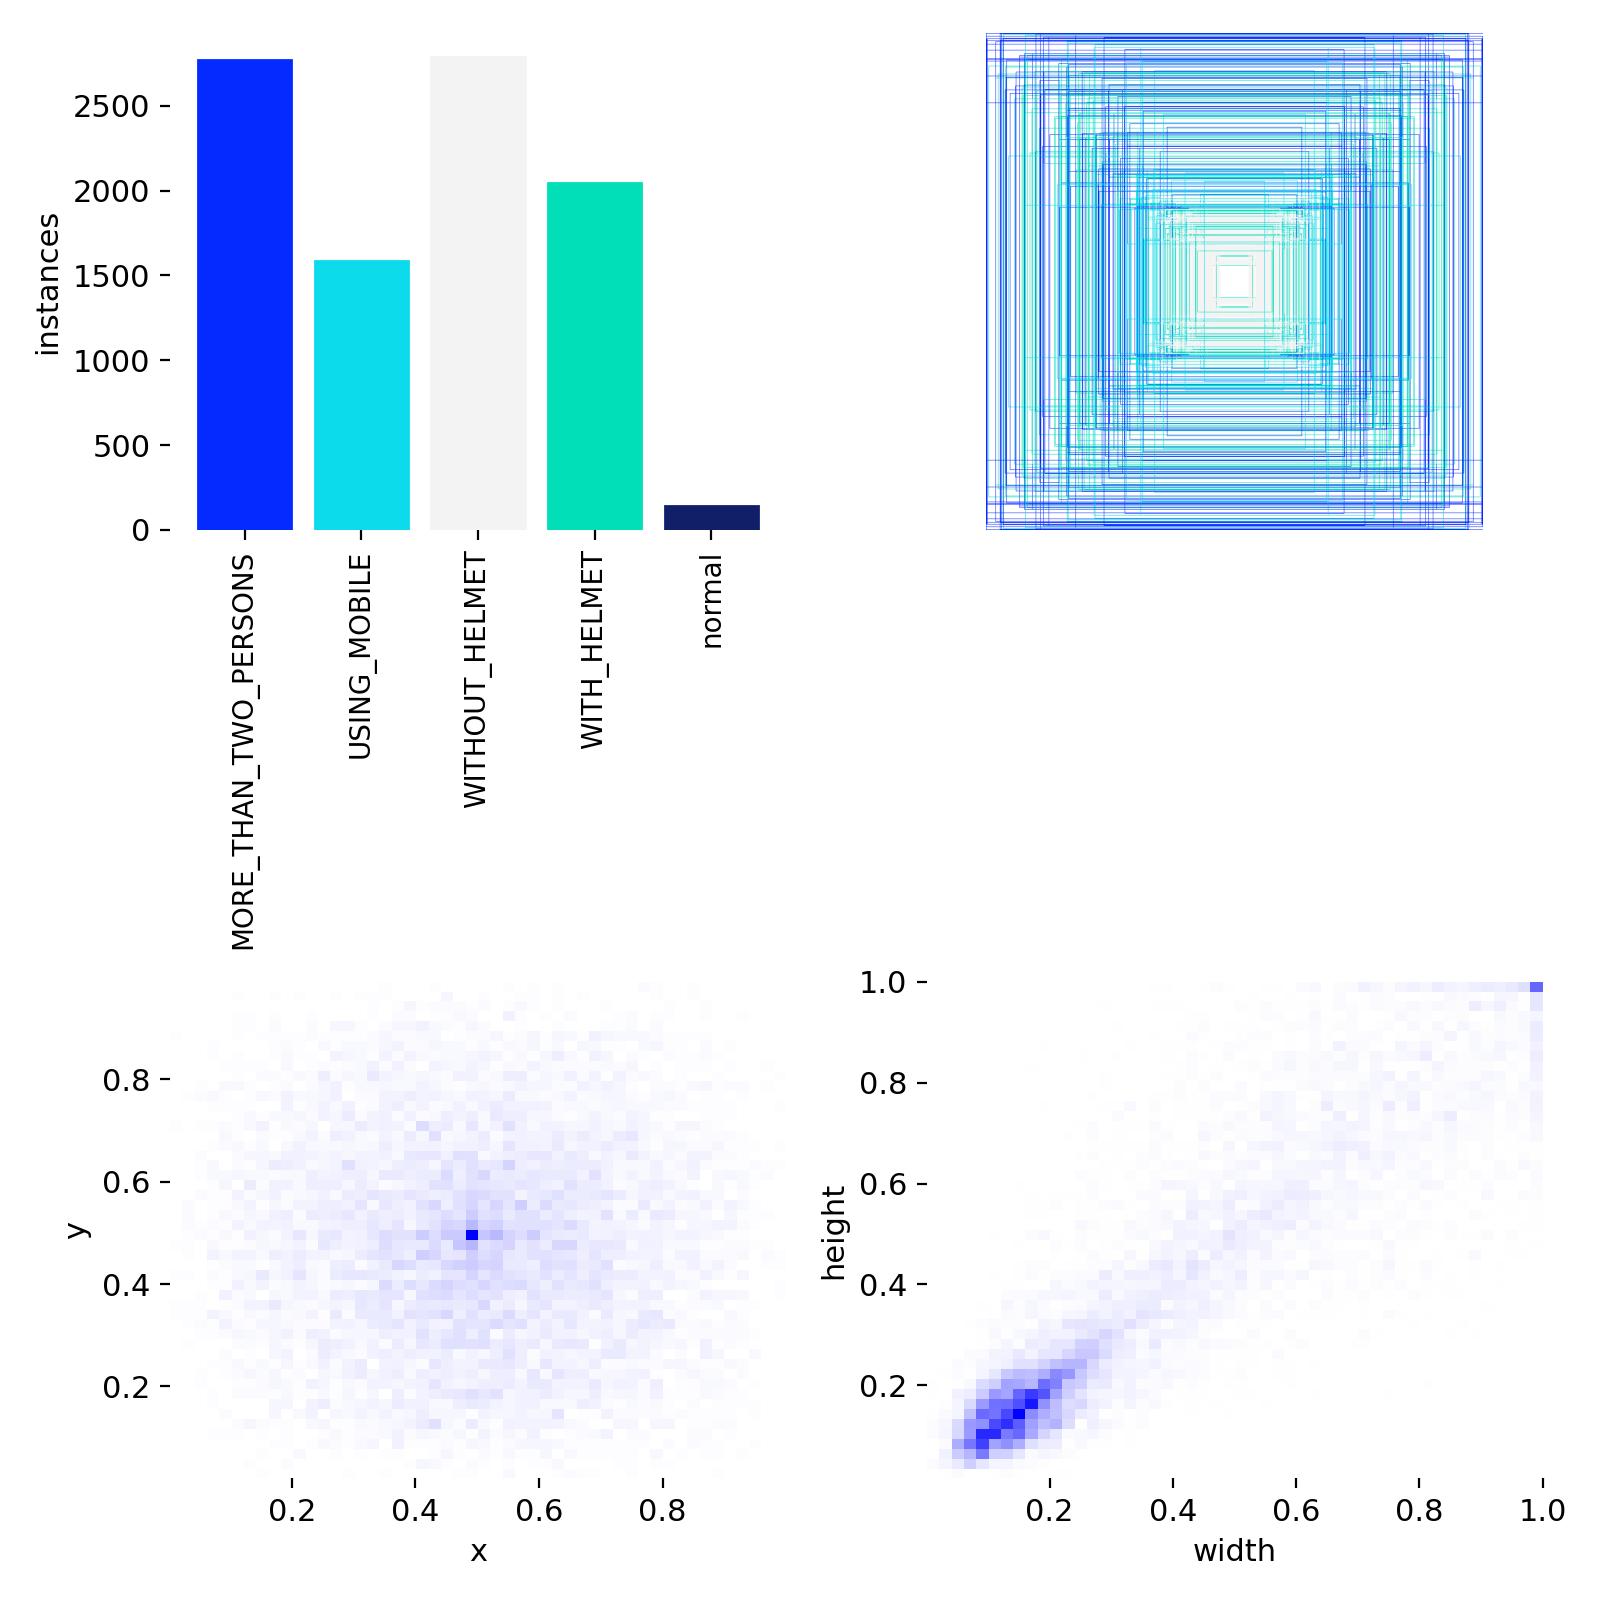 instances
2500
2000
1500
1000
500
0
MORE_THAN_TWO_PERSONS
USING_MOBILE
WITHOUT_HELMET
WITH_HELMET
normal
y
0.8
0.6
0.4
0.2
0.2 0.4 0.6 0.8
x
height
1.0
0.8
0.6
0.4
0.2
0.2 0.4 0.6 0.8 1.0
width